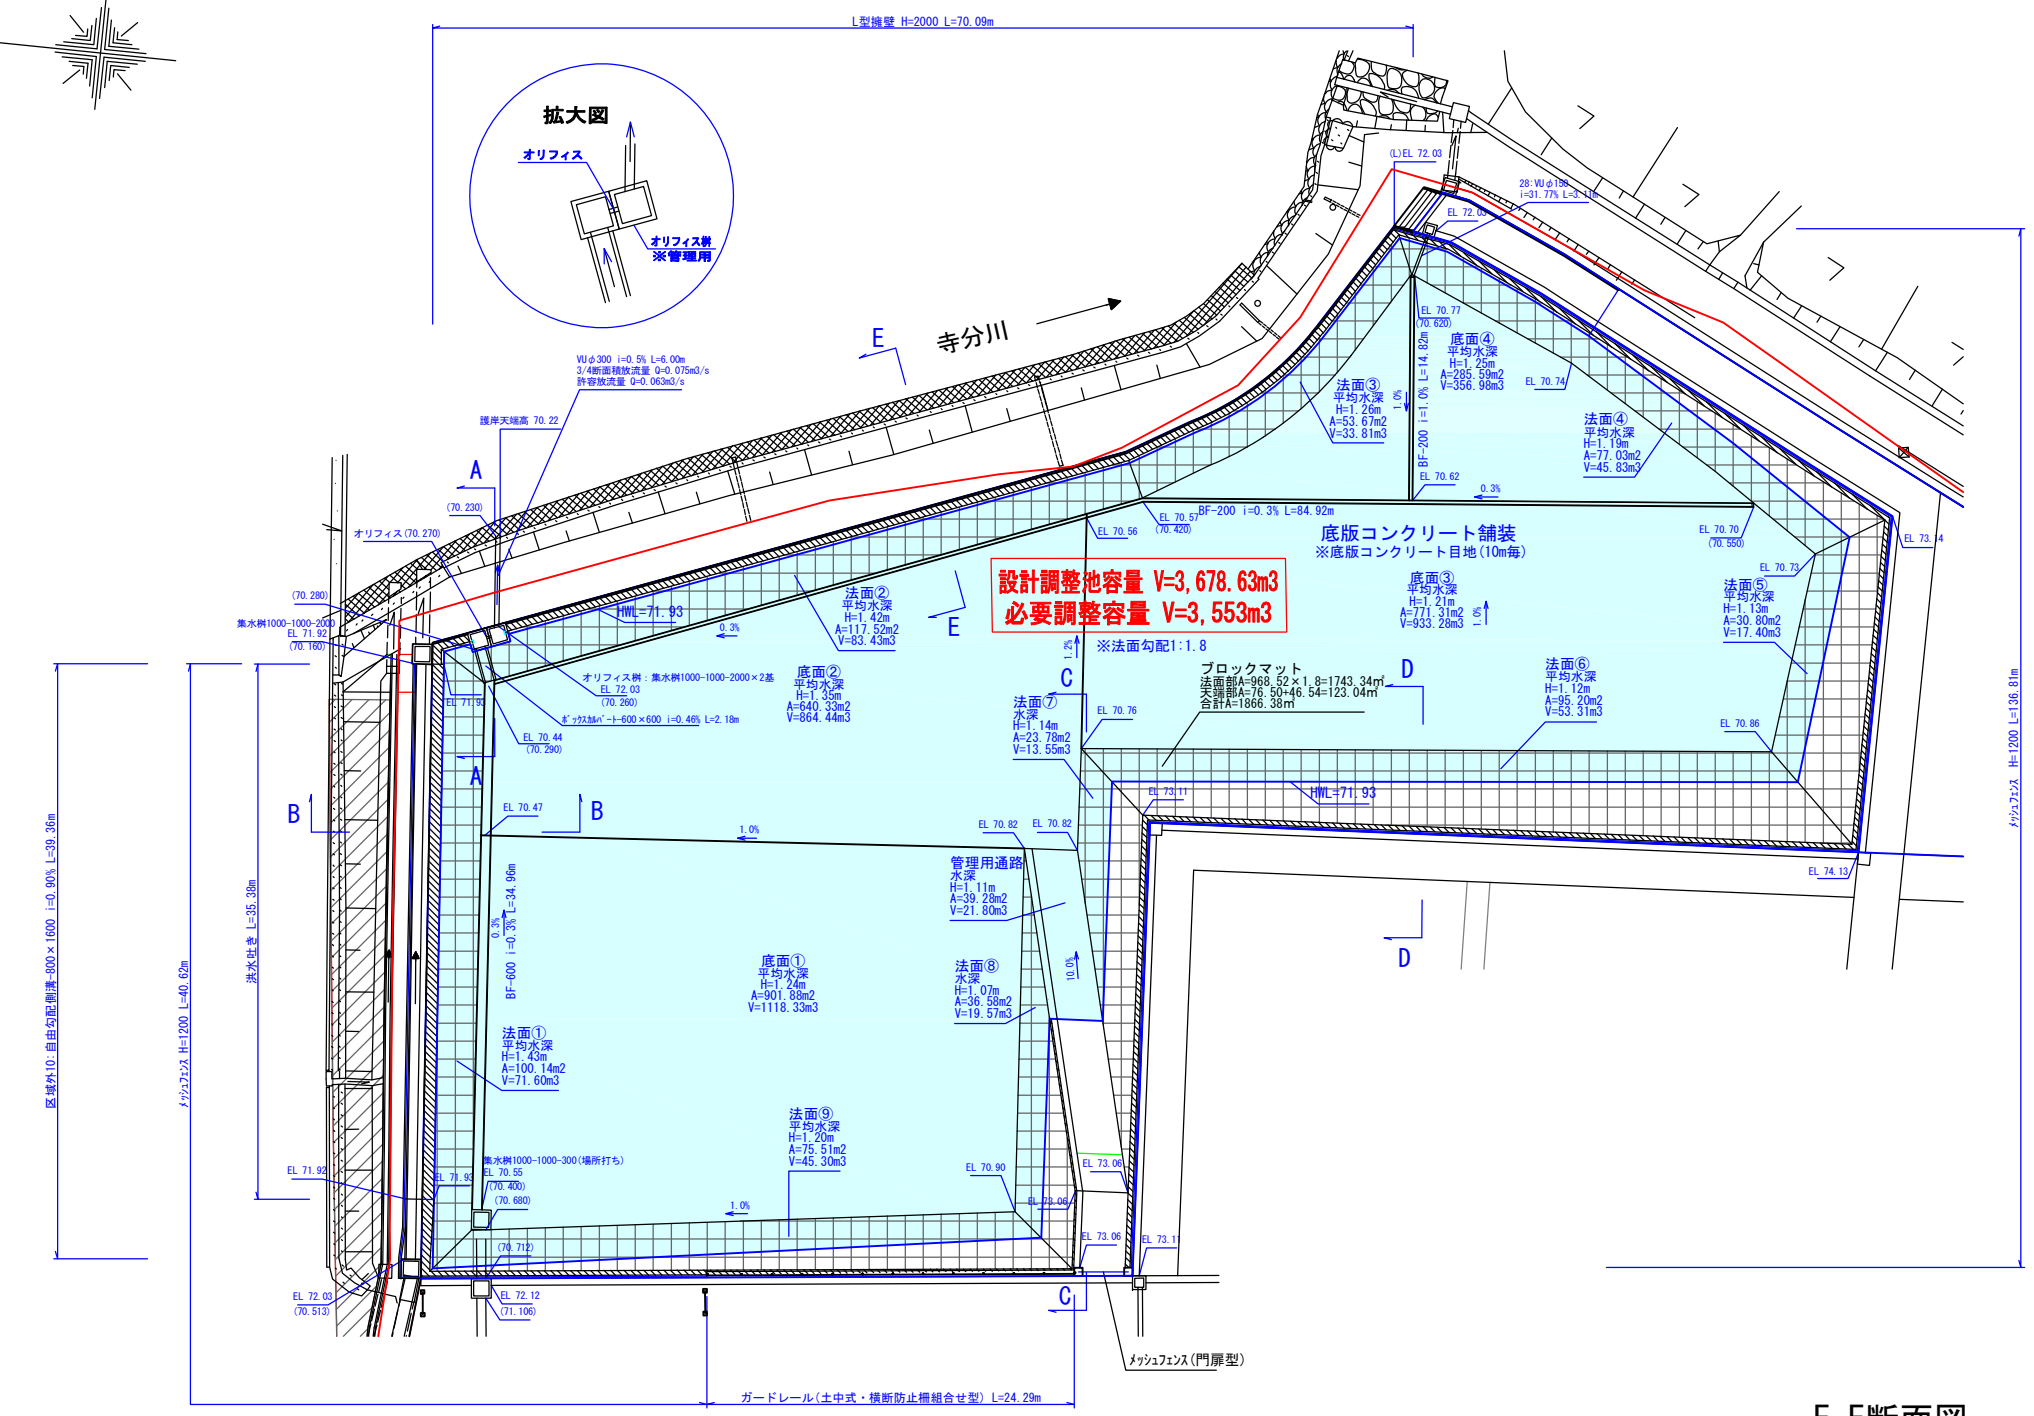 L型擁壁 H=2000 L=70.09m
拡大図
オリフィス
オリフィス桝
※管理用
寺分川
E
E
VUφ300 i=0.5% L=6.00m
3/4断面積放流量 Q=0.075m3/s
許容放流量 Q=0.063m3/s
護岸天端高 70.22
A
(70.230)
オリフィス(70.270)
(70.280)
集水桝1000-1000-2000
EL 71.92
(70.160)
(L)EL 72.03
28:VUφ150
i=31.77% L=3.11m
EL 72.03
EL 70.77
(70.620)
底面④
平均水深
H=1.25m
A=285.59m2
V=356.98m3
EL 70.74
法面③
平均水深
H=1.26m
A=53.67m2
V=33.81m3
1.0%
BF-200 i=1.0% L=14.82m
法面④
平均水深
H=1.19m
A=77.03m2
V=45.83m3
EL 70.62
0.3%
EL 70.57
(70.420)
BF-200 i=0.3% L=84.92m
EL 70.56
底版コンクリート舗装
※底版コンクリート目地(10m毎)
EL 70.70
(70.550)
EL 73.14
EL 70.73
設計調整池容量 V=3,678.63m3
必要調整容量 V=3,553m3
※法面勾配1:1.8
底面③
平均水深
H=1.21m
A=771.31m2
V=933.28m3
1.0%
法面⑤
平均水深
H=1.13m
A=30.80m2
V=17.40m3
法面②
平均水深
H=1.42m
A=117.52m2
V=83.43m3
HWL=71.93
0.3%
1.2%
底面②
平均水深
H=1.35m
A=640.33m2
V=864.44m3
オリフィス桝：集水桝1000-1000-2000×2基
EL 72.03
(70.260)
ボックスカルバート-600×600 i=0.46% L=2.18m
EL 71.93
EL 70.44
(70.290)
A
C
D
ブロックマット
法面部A=968.52×1.8=1743.34㎡
天端部A=76.50+46.54=123.04㎡
合計A=1866.38㎡
法面⑥
平均水深
H=1.12m
A=95.20m2
V=53.31m3
法面⑦
水深
H=1.14m
A=23.78m2
V=13.55m3
EL 70.76
EL 70.86
HWL=71.93
EL 73.11
B
B
EL 70.47
1.0%
EL 70.82
EL 70.82
管理用通路
水深
H=1.11m
A=39.28m2
V=21.80m3
EL 74.13
D
メッシュフェンス H=1200 L=136.81m
区域外10:自由勾配側溝-800×1600 i=0.90% L=39.36m
メッシュフェンス H=1200 L=40.62m
洪水吐き L=35.38m
0.3%
BF-600 i=0.3% L=34.96m
底面①
平均水深
H=1.24m
A=901.88m2
V=1118.33m3
法面⑧
水深
H=1.07m
A=36.58m2
V=19.57m3
10.0%
法面①
平均水深
H=1.43m
A=100.14m2
V=71.60m3
法面⑨
平均水深
H=1.20m
A=75.51m2
V=45.30m3
集水桝1000-1000-300(場所打ち)
EL 70.55
(70.400)
(70.680)
EL 71.92
EL 71.93
EL 70.90
EL 73.06
EL 73.06
1.0%
(70.712)
EL 73.06
EL 73.11
EL 72.03
(70.513)
EL 72.12
(71.106)
C
メッシュフェンス(門扉型)
ガードレール(土中式・横断防止柵組合せ型) L=24.29m
E-E断面図